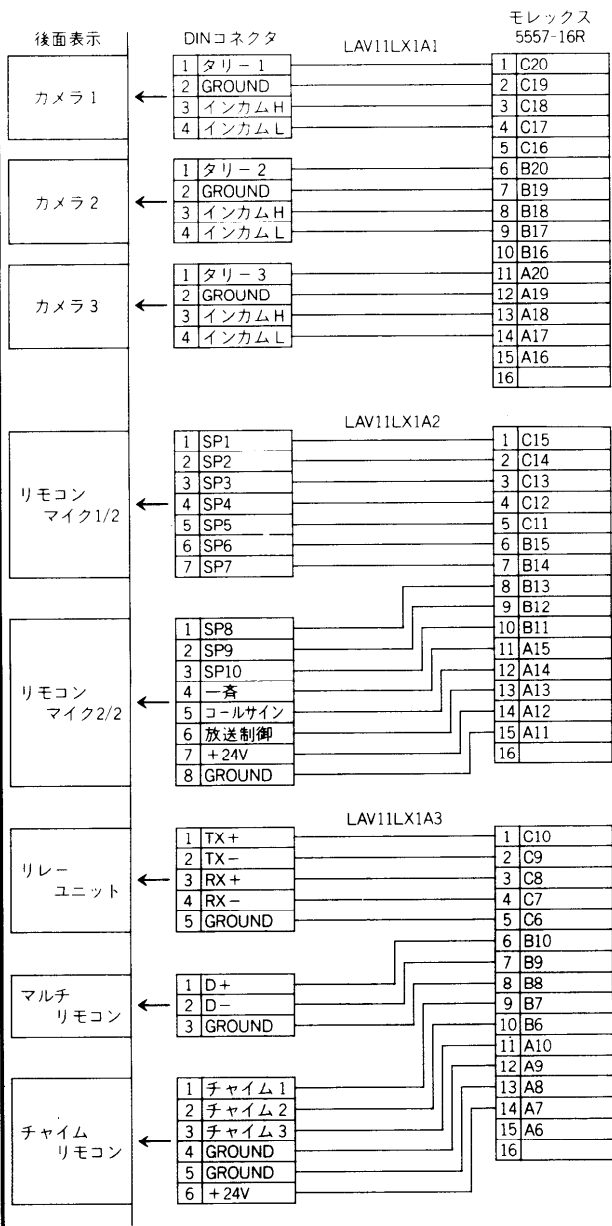 後面表示
DINコネクタ
LAV11LX1A1
モレックス
5557-16R
カメラ1
1 タリー1
2 GROUND
3 インカムH
4 インカムL
カメラ2
1 タリー2
2 GROUND
3 インカムH
4 インカムL
カメラ3
1 タリー3
2 GROUND
3 インカムH
4 インカムL
1 C20
2 C19
3 C18
4 C17
5 C16
6 B20
7 B19
8 B18
9 B17
10 B16
11 A20
12 A19
13 A18
14 A17
15 A16
16
LAV11LX1A2
リモコン
マイク1/2
1 SP1
2 SP2
3 SP3
4 SP4
5 SP5
6 SP6
7 SP7
リモコン
マイク2/2
1 SP8
2 SP9
3 SP10
4 一斉
5 コールサイン
6 放送制御
7 +24V
8 GROUND
1 C15
2 C14
3 C13
4 C12
5 C11
6 B15
7 B14
8 B13
9 B12
10 B11
11 A15
12 A14
13 A13
14 A12
15 A11
16
LAV11LX1A3
リレー
ユニット
1 TX+
2 TX-
3 RX+
4 RX-
5 GROUND
マルチ
リモコン
1 D+
2 D-
3 GROUND
チャイム
リモコン
1 チャイム1
2 チャイム2
3 チャイム3
4 GROUND
5 GROUND
6 +24V
1 C10
2 C9
3 C8
4 C7
5 C6
6 B10
7 B9
8 B8
9 B7
10 B6
11 A10
12 A9
13 A8
14 A7
15 A6
16